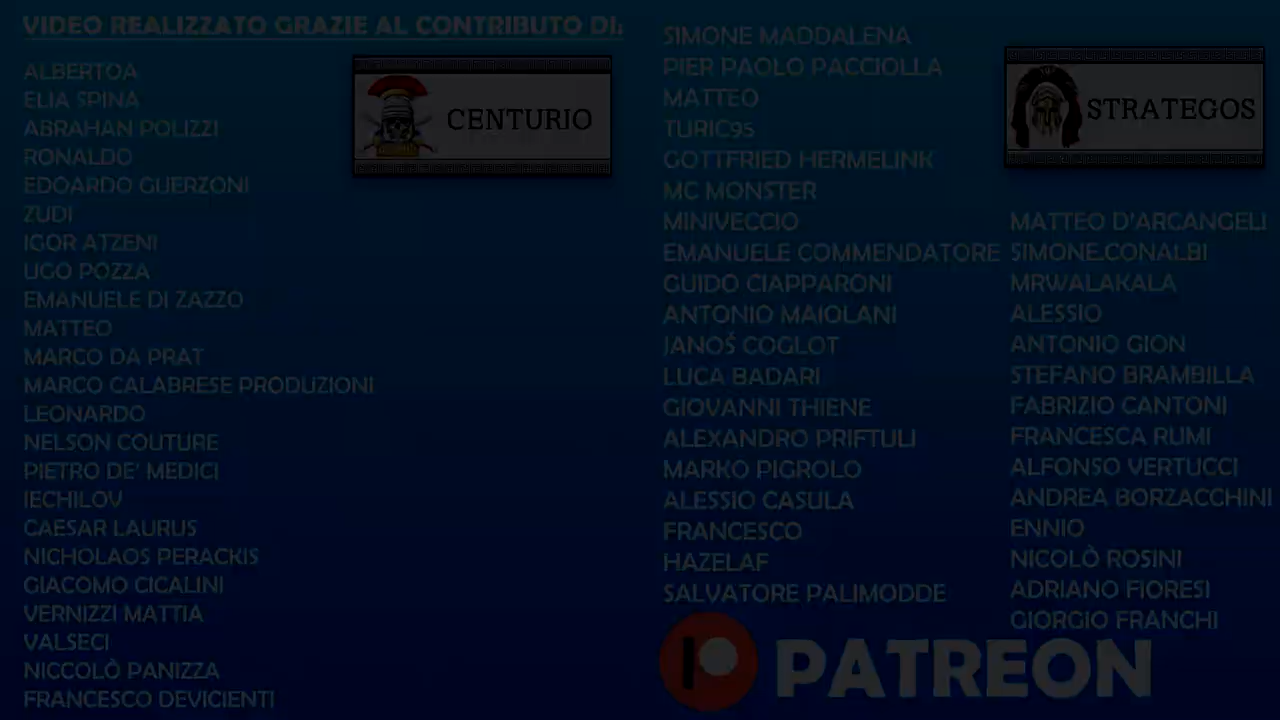 VIDEO REALIZZATO GRAZIE AL CONTRIBUTO DI:
ALBERTOA
ELIA SPINA
ABRAHAN POLIZZI
RONALDO
EDOARDO GUERZONI
ZUDI
IGOR ATZENI
UGO POZZA
EMANUELE DI ZAZZO
MATTEO
MARCO DA PRAT
MARCO CALABRESE PRODUZIONI
LEONARDO
NELSON COUTURE
PIETRO DE' MEDICI
IECHILOV
CAESAR LAURUS
NICHOLAOS PERACKIS
GIACOMO CICALINI
VERNIZZI MATTIA
VALSECI
NICCOLÒ PANIZZA
FRANCESCO DEVICIENTI
CENTURIO
SIMONE MADDALENA
PIER PAOLO PACCIOLLA
MATTEO
TURIC95
GOTTFRIED HERMELINK
MC MONSTER
MINIVECCIO
EMANUELE COMMENDATORE
GUIDO CIAPPARONI
ANTONIO MAIOLANI
JANOŠ COGLOT
LUCA BADARI
GIOVANNI THIENE
ALEXANDRO PRIFTULI
MARKO PIGROLO
ALESSIO CASULA
FRANCESCO
HAZELAF
SALVATORE PALIMODDE
STRATEGOS
MATTEO D'ARCANGELI
SIMONE.CONALBI
MRWALAKALA
ALESSIO
ANTONIO GION
STEFANO BRAMBILLA
FABRIZIO CANTONI
FRANCESCA RUMI
ALFONSO VERTUCCI
ANDREA BORZACCHINI
ENNIO
NICOLÒ ROSINI
ADRIANO FIORESI
GIORGIO FRANCHI
PATREON